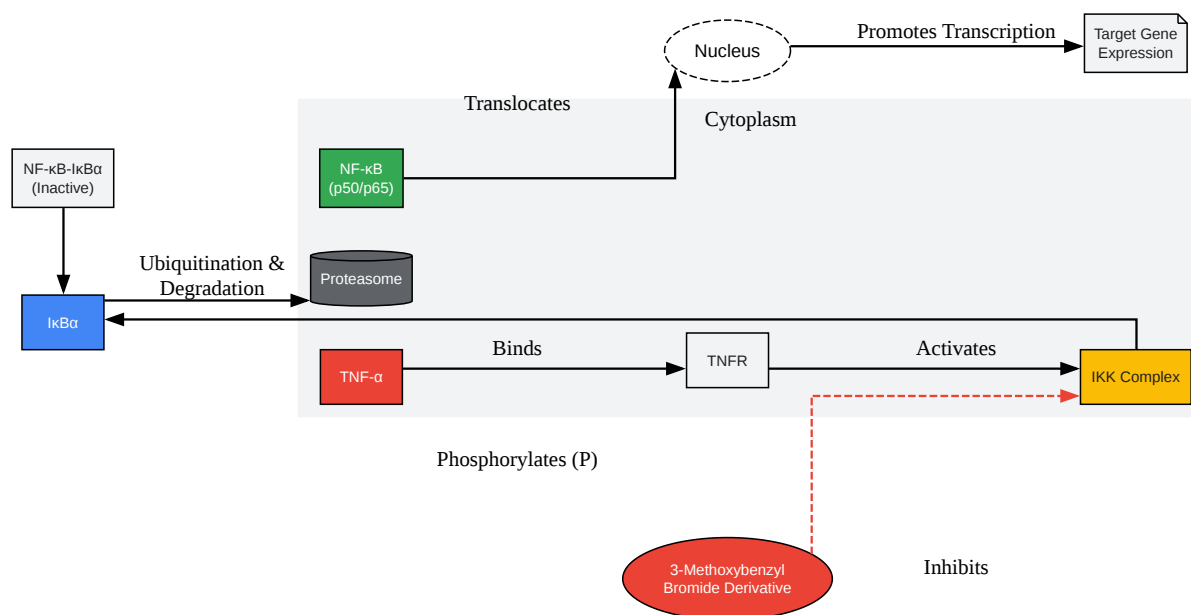 Promotes Transcription
Target Gene
Expression
Nucleus
Translocates
Cytoplasm
NF-κB-IκBα
(Inactive)
NF-κB
(p50/p65)
Ubiquitination &
Degradation
Proteasome
IκBα
Binds
TNFR
Activates
TNF-α
IKK Complex
Phosphorylates (P)
3-Methoxybenzyl
Bromide Derivative
Inhibits